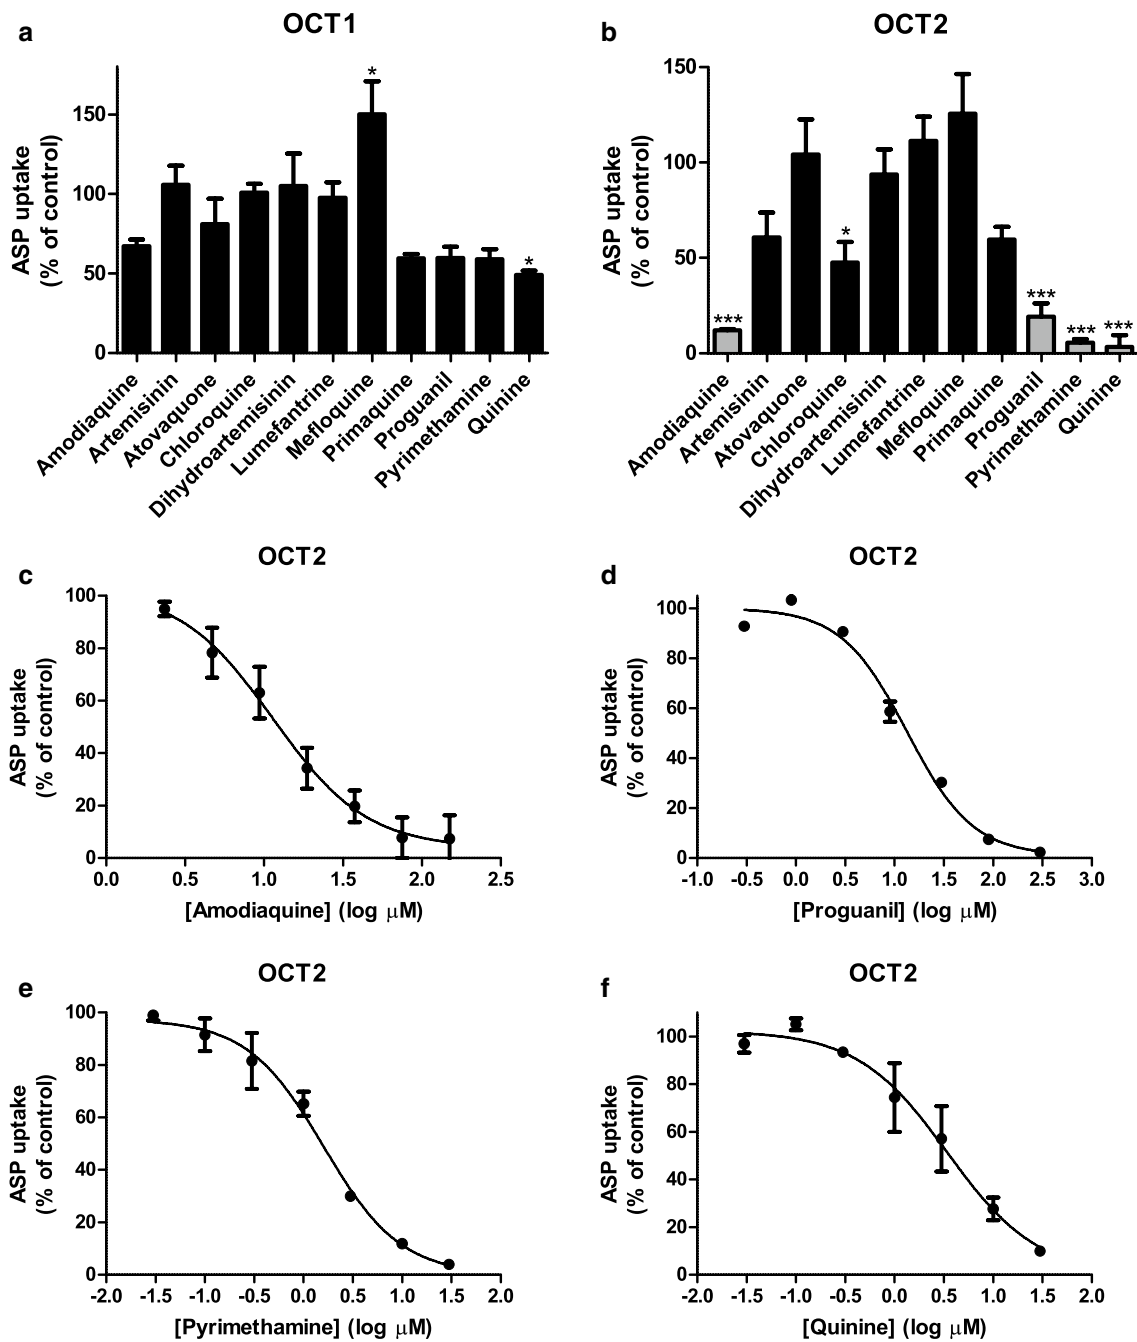 a
OCT1
ASP uptake
(% of control)
150
100
50
0
*
*
Amodiaquine
Artemisinin
Atovaquone
Chloroquine
Dihydroartemisinin
Lumefantrine
Mefloquine
Primaquine
Proguanil
Pyrimethamine
Quinine
b
OCT2
ASP uptake
(% of control)
150
100
50
0
***
*
***
***
***
Amodiaquine
Artemisinin
Atovaquone
Chloroquine
Dihydroartemisinin
Lumefantrine
Mefloquine
Primaquine
Proguanil
Pyrimethamine
Quinine
c
OCT2
ASP uptake
(% of control)
100
80
60
40
20
0
0.0 0.5 1.0 1.5 2.0 2.5
[Amodiaquine] (log μM)
d
OCT2
ASP uptake
(% of control)
100
80
60
40
20
0
-1.0 -0.5 0.0 0.5 1.0 1.5 2.0 2.5 3.0
[Proguanil] (log μM)
e
OCT2
ASP uptake
(% of control)
100
80
60
40
20
0
-2.0 -1.5 -1.0 -0.5 0.0 0.5 1.0 1.5 2.0
[Pyrimethamine] (log μM)
f
OCT2
ASP uptake
(% of control)
100
80
60
40
20
0
-2.0 -1.5 -1.0 -0.5 0.0 0.5 1.0 1.5 2.0
[Quinine] (log μM)